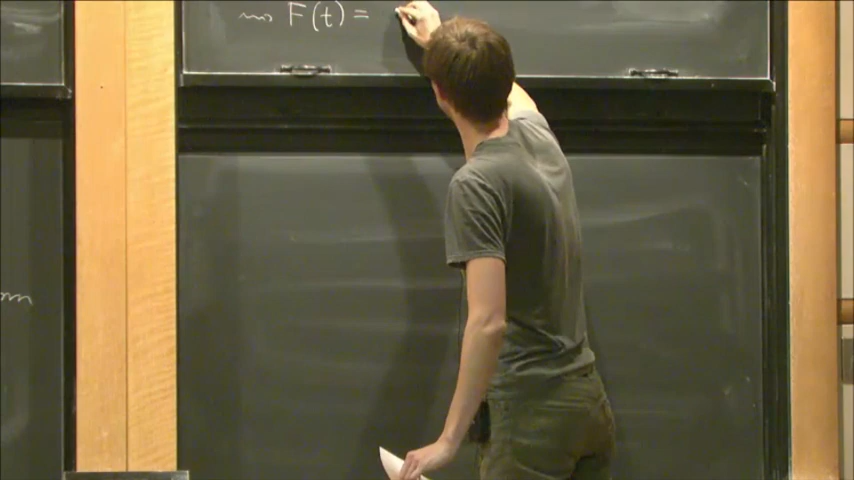 ⇝ F(t) =